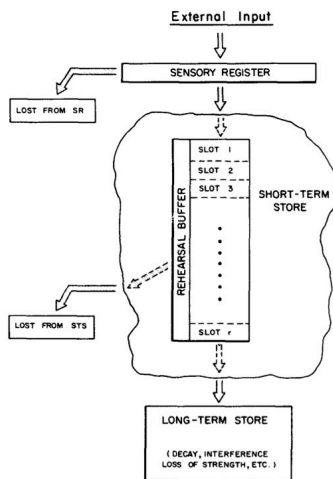 External Input
SENSORY REGISTER
LOST FROM SR
REHEARSAL BUFFER
SLOT 1
SLOT 2
SLOT 3
SHORT-TERM
STORE
LOST FROM STS
SLOT r
LONG-TERM STORE
(DECAY, INTERFERENCE
LOSS OF STRENGTH, ETC.)